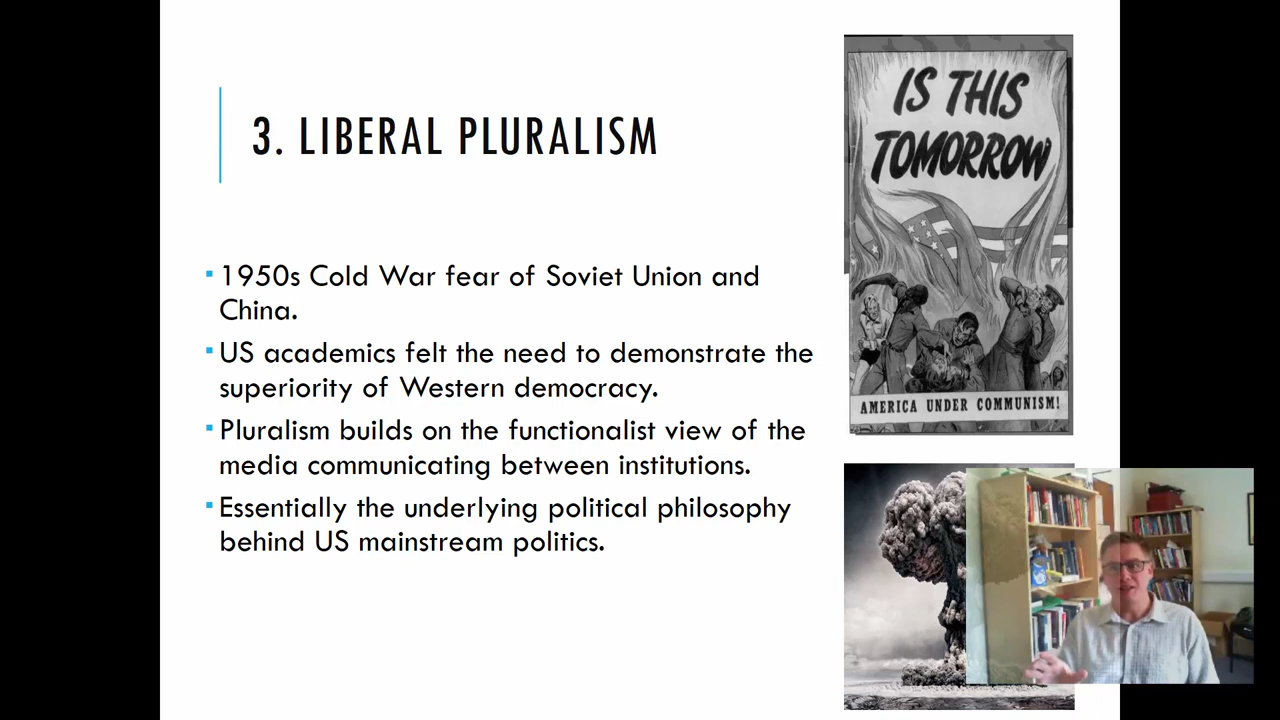 3. LIBERAL PLURALISM
1950s Cold War fear of Soviet Union and
China.
US academics felt the need to demonstrate the
superiority of Western democracy.
Pluralism builds on the functionalist view of the
media communicating between institutions.
Essentially the underlying political philosophy
behind US mainstream politics.
IS THIS
TOMORROW
AMERICA UNDER COMMUNISM!